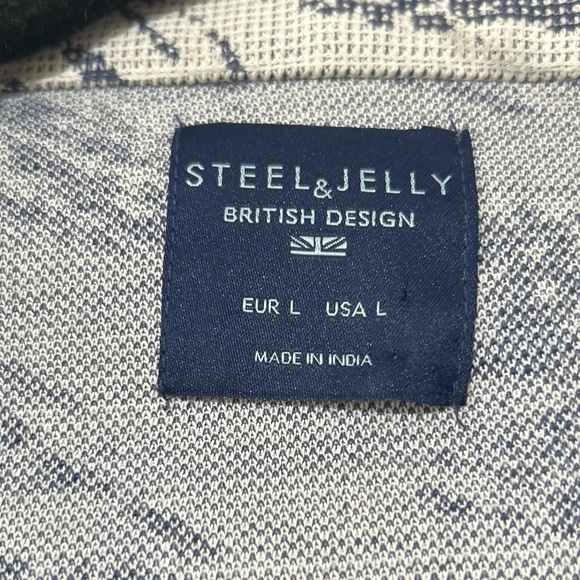 STEEL & JELLY
BRITISH DESIGN
EUR L USA L
MADE IN INDIA